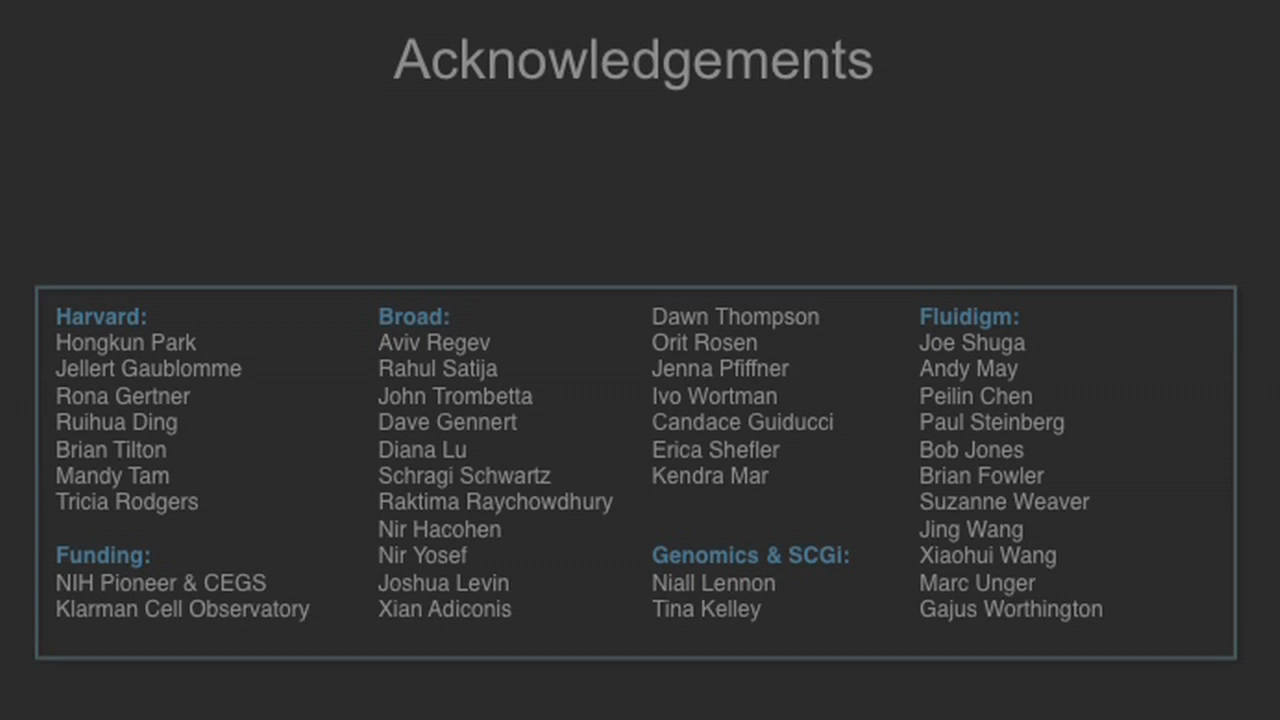 Acknowledgements
Harvard:
Hongkun Park
Jellert Gaublomme
Rona Gertner
Ruihua Ding
Brian Tilton
Mandy Tam
Tricia Rodgers
Funding:
NIH Pioneer & CEGS
Klarman Cell Observatory
Broad:
Aviv Regev
Rahul Satija
John Trombetta
Dave Gennert
Diana Lu
Schragi Schwartz
Raktima Raychowdhury
Nir Hacohen
Nir Yosef
Joshua Levin
Xian Adiconis
Dawn Thompson
Orit Rosen
Jenna Pfiffner
Ivo Wortman
Candace Guiducci
Erica Shefler
Kendra Mar
Genomics & SCGi:
Niall Lennon
Tina Kelley
Fluidigm:
Joe Shuga
Andy May
Peilin Chen
Paul Steinberg
Bob Jones
Brian Fowler
Suzanne Weaver
Jing Wang
Xiaohui Wang
Marc Unger
Gajus Worthington